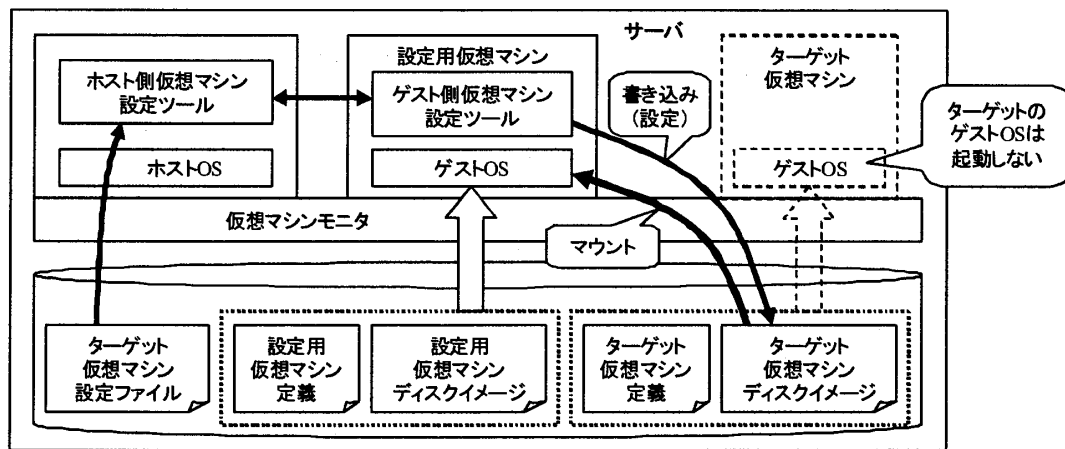 サーバ
ホスト側仮想マシン
設定ツール
ホストOS
設定用仮想マシン
ゲスト側仮想マシン
設定ツール
ゲストOS
書き込み
(設定)
ターゲット
仮想マシン
ゲストOS
ターゲットの
ゲストOSは
起動しない
仮想マシンモニタ
マウント
ターゲット
仮想マシン
設定ファイル
設定用
仮想マシン
定義
設定用
仮想マシン
ディスクイメージ
ターゲット
仮想マシン
定義
ターゲット
仮想マシン
ディスクイメージ